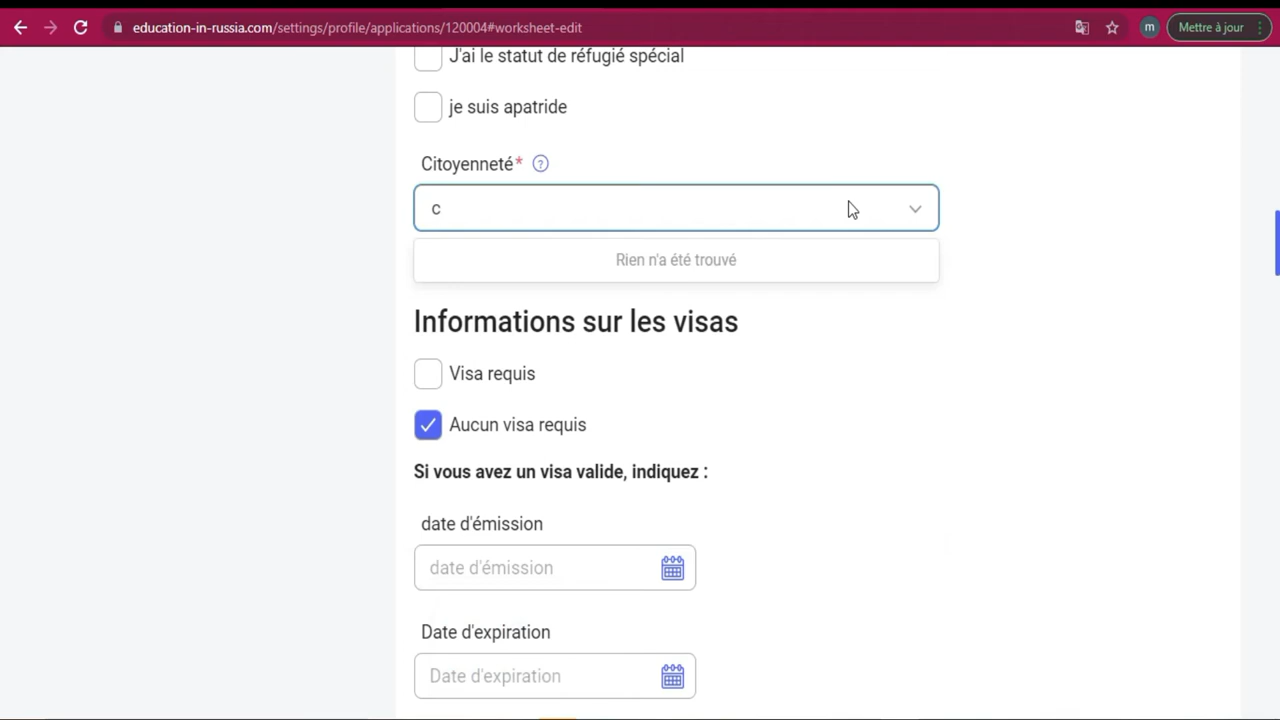 education-in-russia.com/settings/profile/applications/120004#worksheet-edit
m
Mettre à jour
J'ai le statut de réfugié spécial
je suis apatride
Citoyenneté* ?
c
Rien n'a été trouvé
Informations sur les visas
Visa requis
Aucun visa requis
Si vous avez un visa valide, indiquez :
date d'émission
date d'émission
Date d'expiration
Date d'expiration